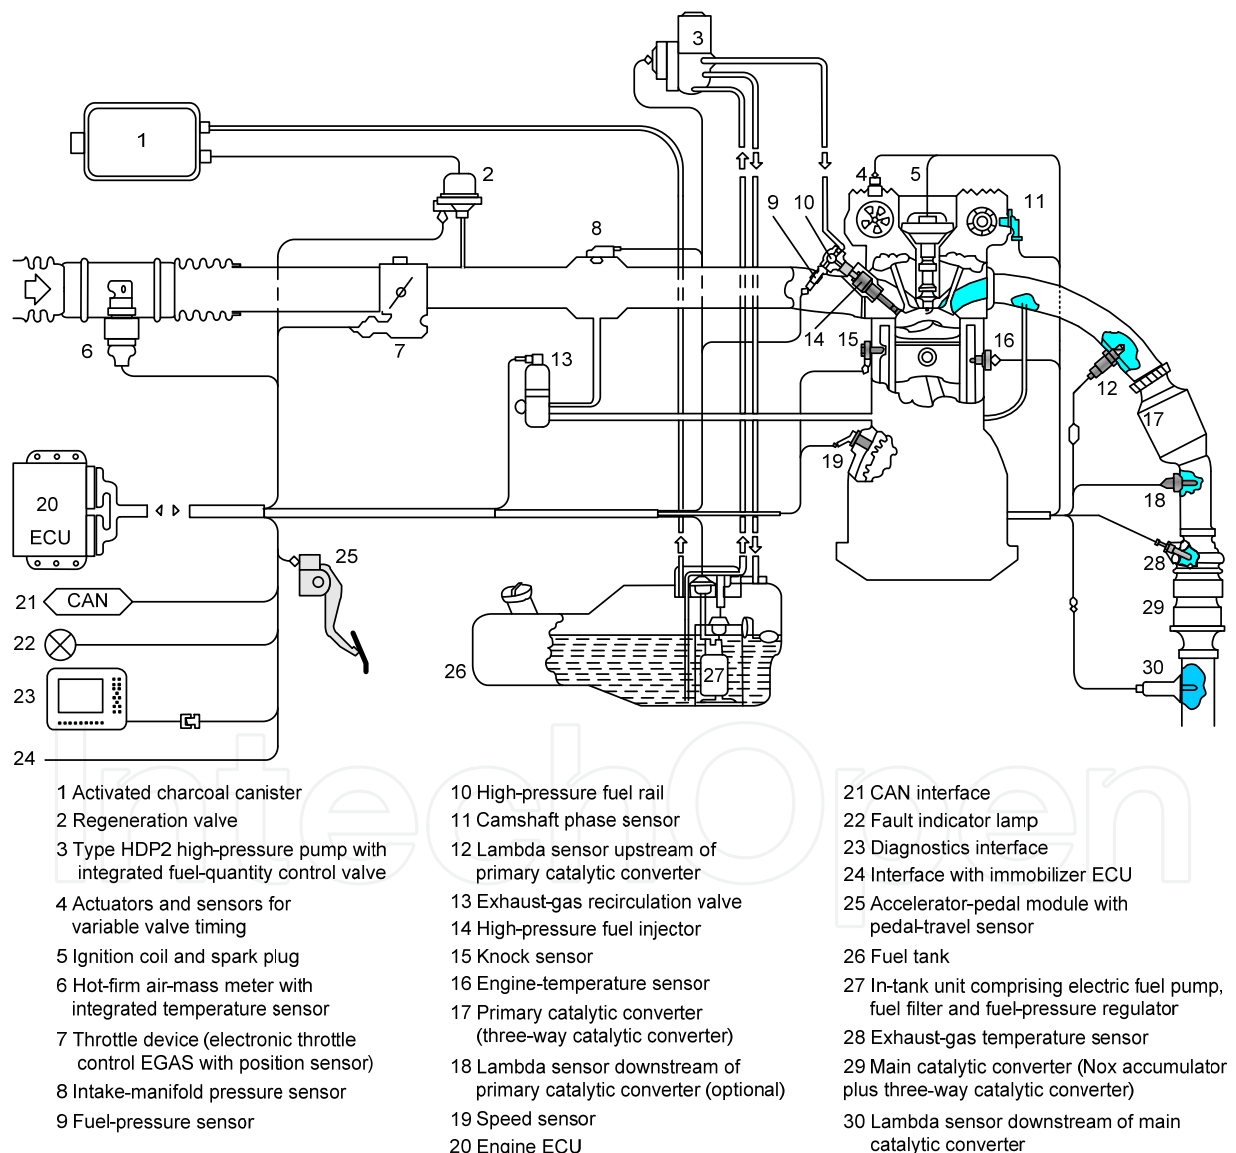 3
1
2
4
5
11
9
10
8
6
7
14
15
16
13
12
17
19
18
20
ECU
25
28
21
CAN
29
22
26
27
30
23
24
IntechOpen
1 Activated charcoal canister
2 Regeneration valve
3 Type HDP2 high-pressure pump with
integrated fuel-quantity control valve
4 Actuators and sensors for
variable valve timing
5 Ignition coil and spark plug
6 Hot-firm air-mass meter with
integrated temperature sensor
7 Throttle device (electronic throttle
control EGAS with position sensor)
8 Intake-manifold pressure sensor
9 Fuel-pressure sensor
10 High-pressure fuel rail
11 Camshaft phase sensor
12 Lambda sensor upstream of
primary catalytic converter
13 Exhaust-gas recirculation valve
14 High-pressure fuel injector
15 Knock sensor
16 Engine-temperature sensor
17 Primary catalytic converter
(three-way catalytic converter)
18 Lambda sensor downstream of
primary catalytic converter (optional)
19 Speed sensor
20 Engine ECU
21 CAN interface
22 Fault indicator lamp
23 Diagnostics interface
24 Interface with immobilizer ECU
25 Accelerator-pedal module with
pedal-travel sensor
26 Fuel tank
27 In-tank unit comprising electric fuel pump,
fuel filter and fuel-pressure regulator
28 Exhaust-gas temperature sensor
29 Main catalytic converter (Nox accumulator
plus three-way catalytic converter)
30 Lambda sensor downstream of main
catalytic converter